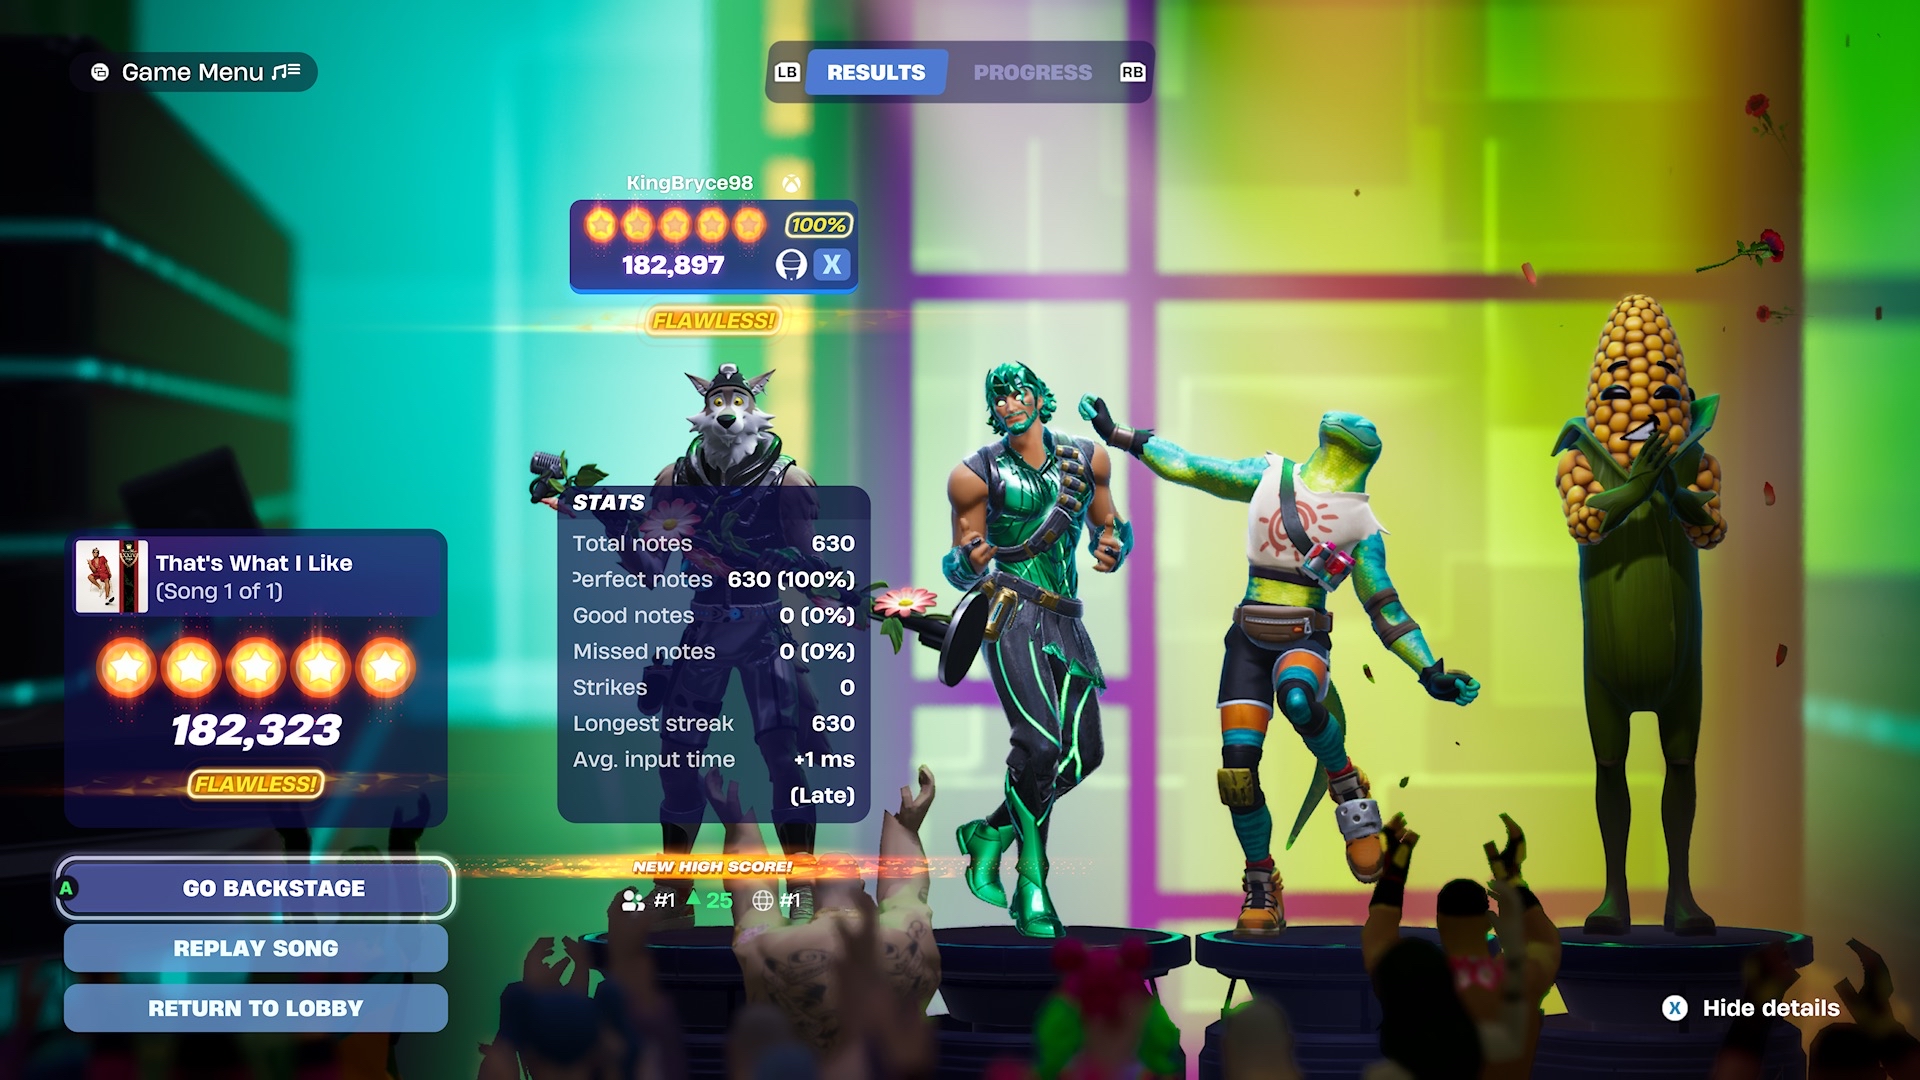 Game Menu
LB RESULTS PROGRESS RB
KingBryce98
100%
182,897
X
FLAWLESS!
STATS
Total notes 630
Perfect notes 630 (100%)
Good notes 0 (0%)
Missed notes 0 (0%)
Strikes 0
Longest streak 630
Avg. input time +1 ms
(Late)
NEW HIGH SCORE!
#1 25 #1
That's What I Like
(Song 1 of 1)
182,323
FLAWLESS!
A GO BACKSTAGE
REPLAY SONG
RETURN TO LOBBY
X Hide details